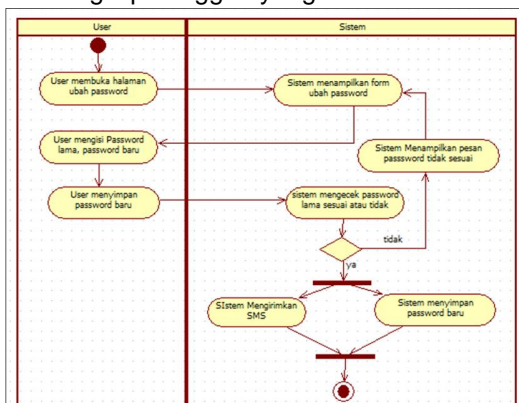 User
Sistem
User membuka halaman
ubah password
Sistem menampilkan form
ubah password
User mengisi Password
lama, password baru
Sistem Menampilkan pesan
passsword tidak sesuai
User menyimpan
password baru
sistem mengecek password
lama sesuai atau tidak
tidak
ya
SIstem Mengirimkan
SMS
Sistem menyimpan
password baru